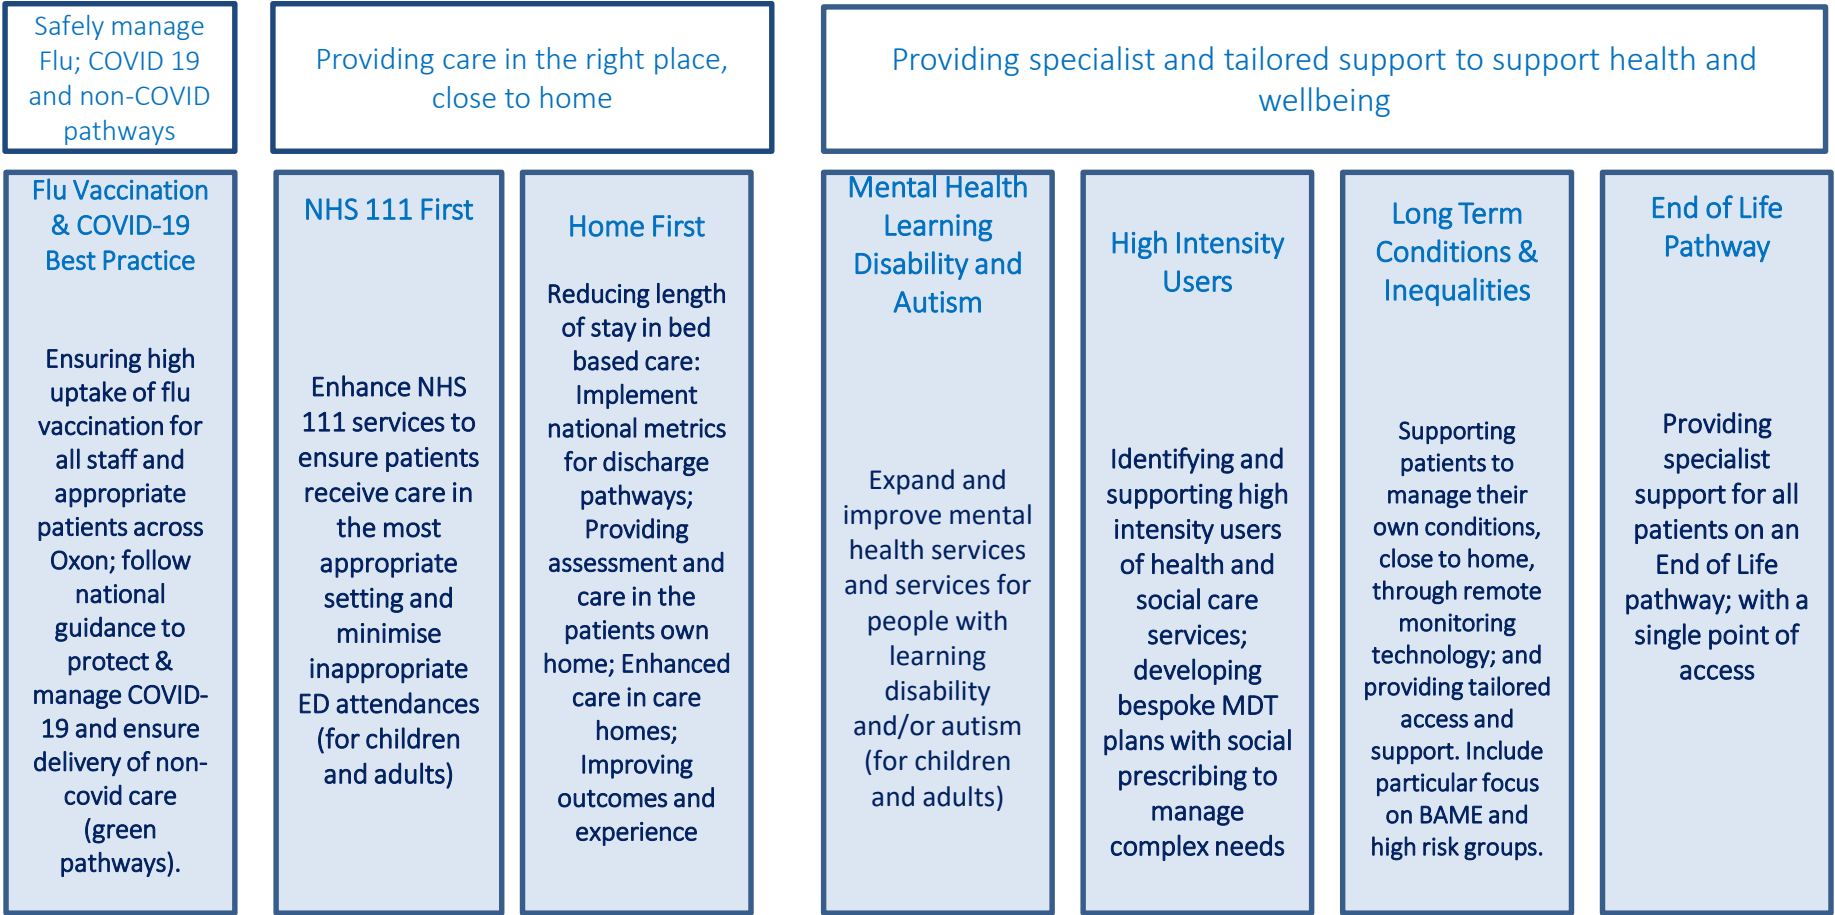 Safely manage
Flu; COVID 19
and non-COVID
pathways
Providing care in the right place,
close to home
Providing specialist and tailored support to support health and
wellbeing
Flu Vaccination
& COVID-19
Best Practice
Ensuring high
uptake of flu
vaccination for
all staff and
appropriate
patients across
Oxon; follow
national
guidance to
protect &
manage COVID-
19 and ensure
delivery of non-
covid care
(green
pathways).
NHS 111 First
Enhance NHS
111 services to
ensure patients
receive care in
the most
appropriate
setting and
minimise
inappropriate
ED attendances
(for children
and adults)
Home First
Reducing length
of stay in bed
based care:
Implement
national metrics
for discharge
pathways;
Providing
assessment and
care in the
patients own
home; Enhanced
care in care
homes;
Improving
outcomes and
experience
Mental Health
Learning
Disability and
Autism
Expand and
improve mental
health services
and services for
people with
learning
disability
and/or autism
(for children
and adults)
High Intensity
Users
Identifying and
supporting high
intensity users
of health and
social care
services;
developing
bespoke MDT
plans with social
prescribing to
manage
complex needs
Long Term
Conditions &
Inequalities
Supporting
patients to
manage their
own conditions,
close to home,
through remote
monitoring
technology; and
providing tailored
access and
support. Include
particular focus
on BAME and
high risk groups.
End of Life
Pathway
Providing
specialist
support for all
patients on an
End of Life
pathway; with a
single point of
access